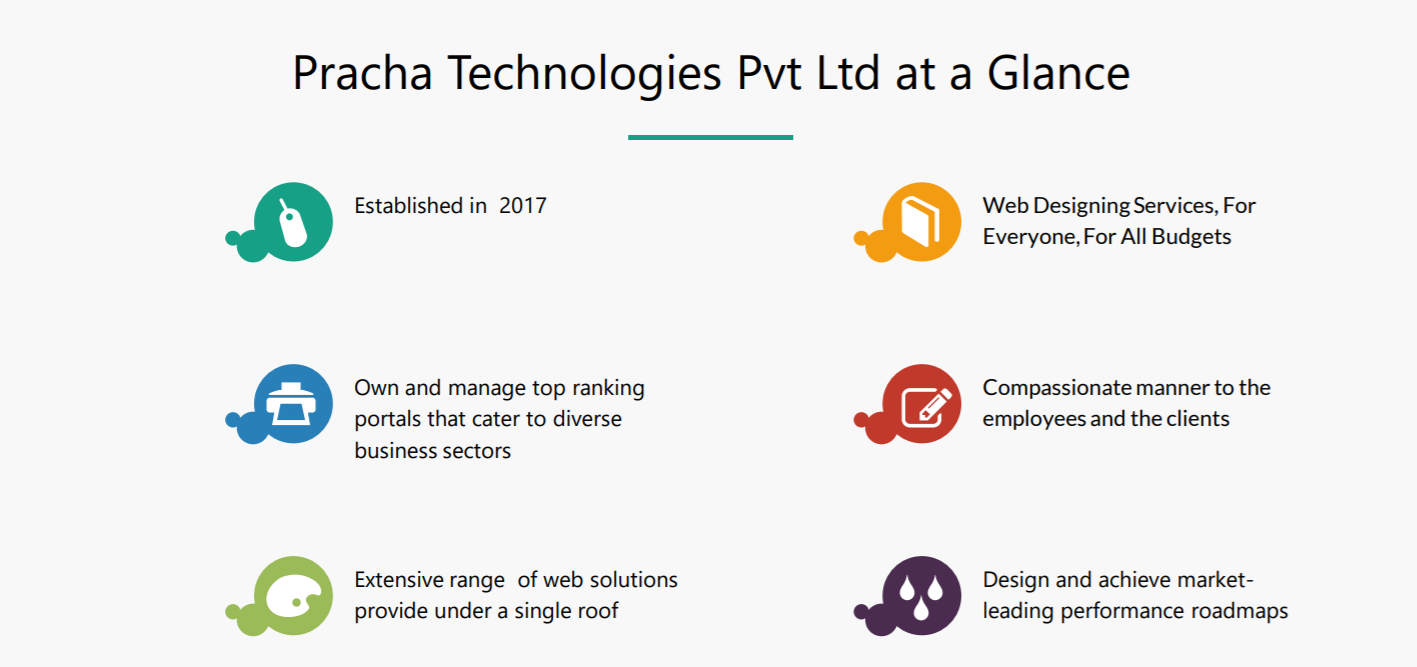 Pracha Technologies Pvt Ltd at a Glance
Established in  2017
Web Designing Services, For
Everyone, For All Budgets
Own and manage top ranking
portals that cater to diverse
business sectors
Compassionate manner to the
employees and the clients
Extensive range  of web solutions
provide under a single roof
Design and achieve market-
leading performance roadmaps